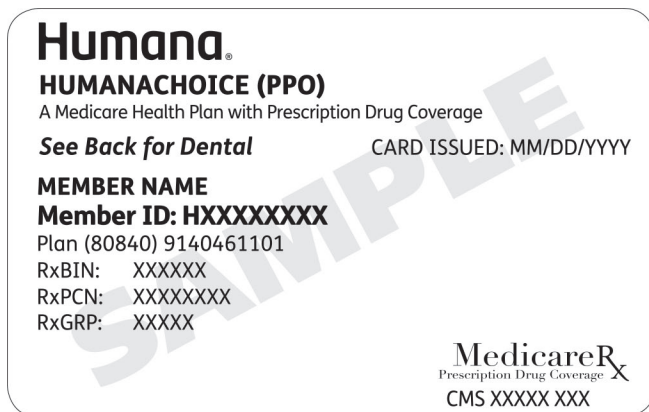 Humana®
HUMANACHOICE (PPO)
A Medicare Health Plan with Prescription Drug Coverage
See Back for Dental CARD ISSUED: MM/DD/YYYY
MEMBER NAME
Member ID: HXXXXXXXX
Plan (80840) 9140461101
RxBIN: XXXXXX
RxPCN: XXXXXXXX
RxGRP: XXXXX
SAMPLE
MedicareRx
Prescription Drug Coverage
CMS XXXXX XXX